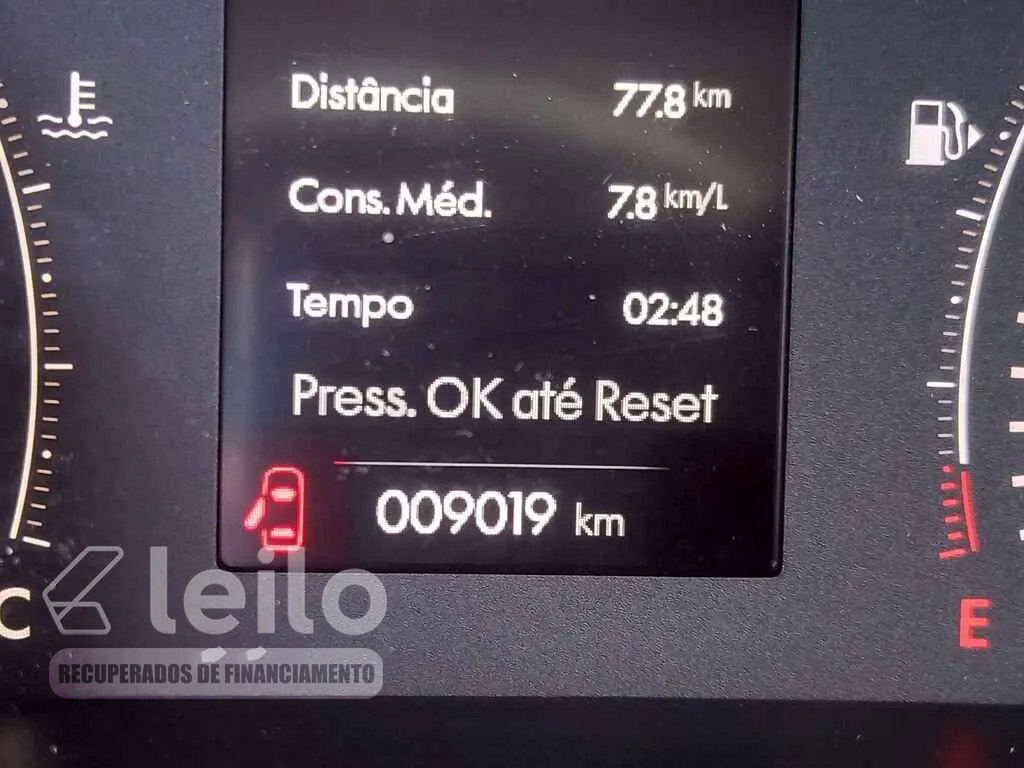 Distância 77.8 km
Cons. Méd. 7.8 km/L
Tempo 02:48
Press. OK até Reset
009019 km
C
E
leilo
RECUPERADOS DE FINANCIAMENTO